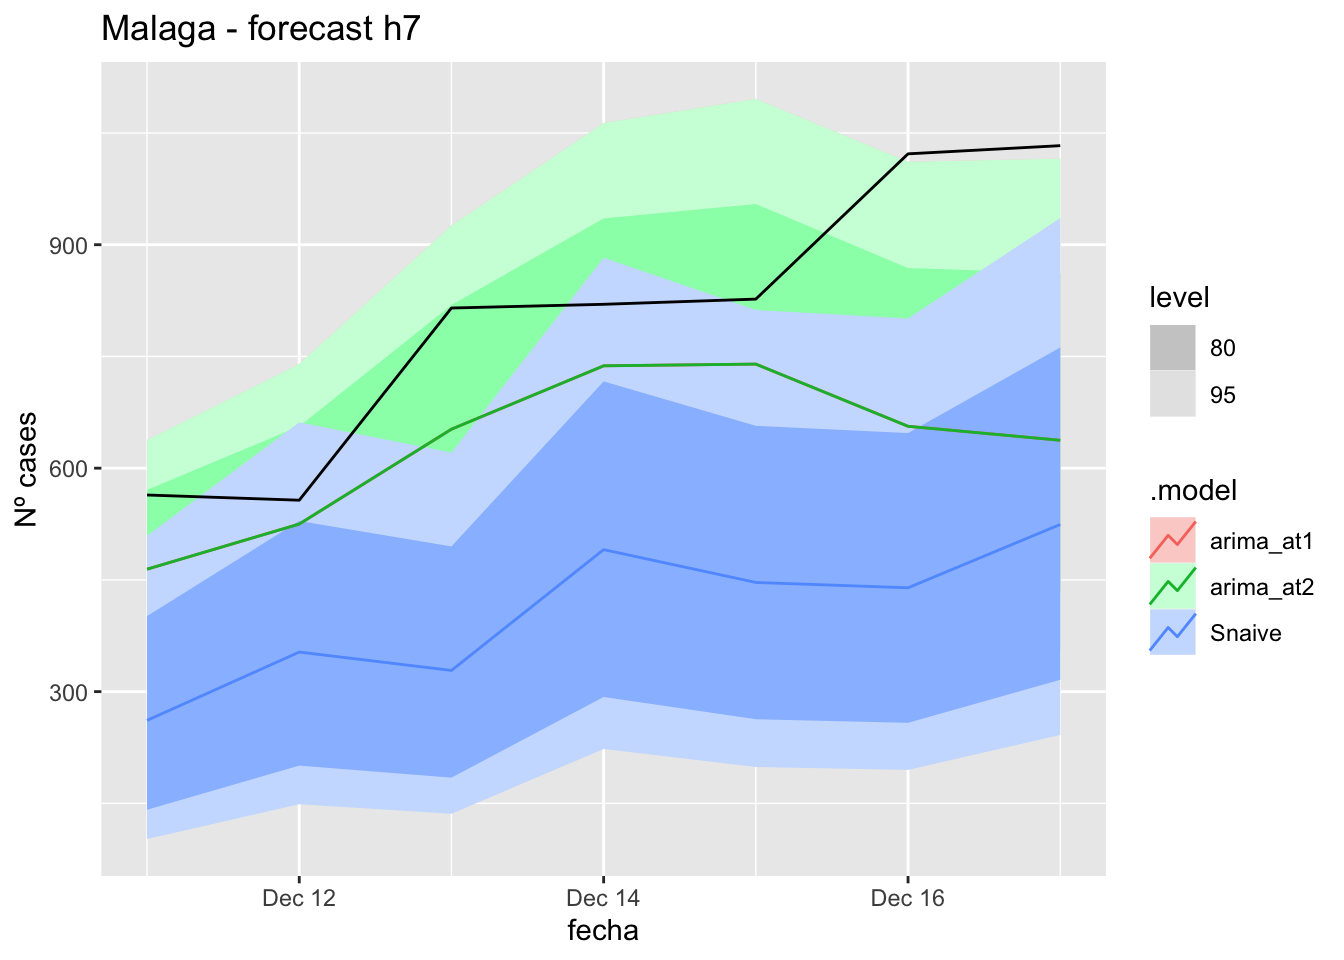 Malaga - forecast h7
Nº cases
900
600
300
Dec 12
Dec 14
Dec 16
fecha
level
80
95
.model
arima_at1
arima_at2
Snaive